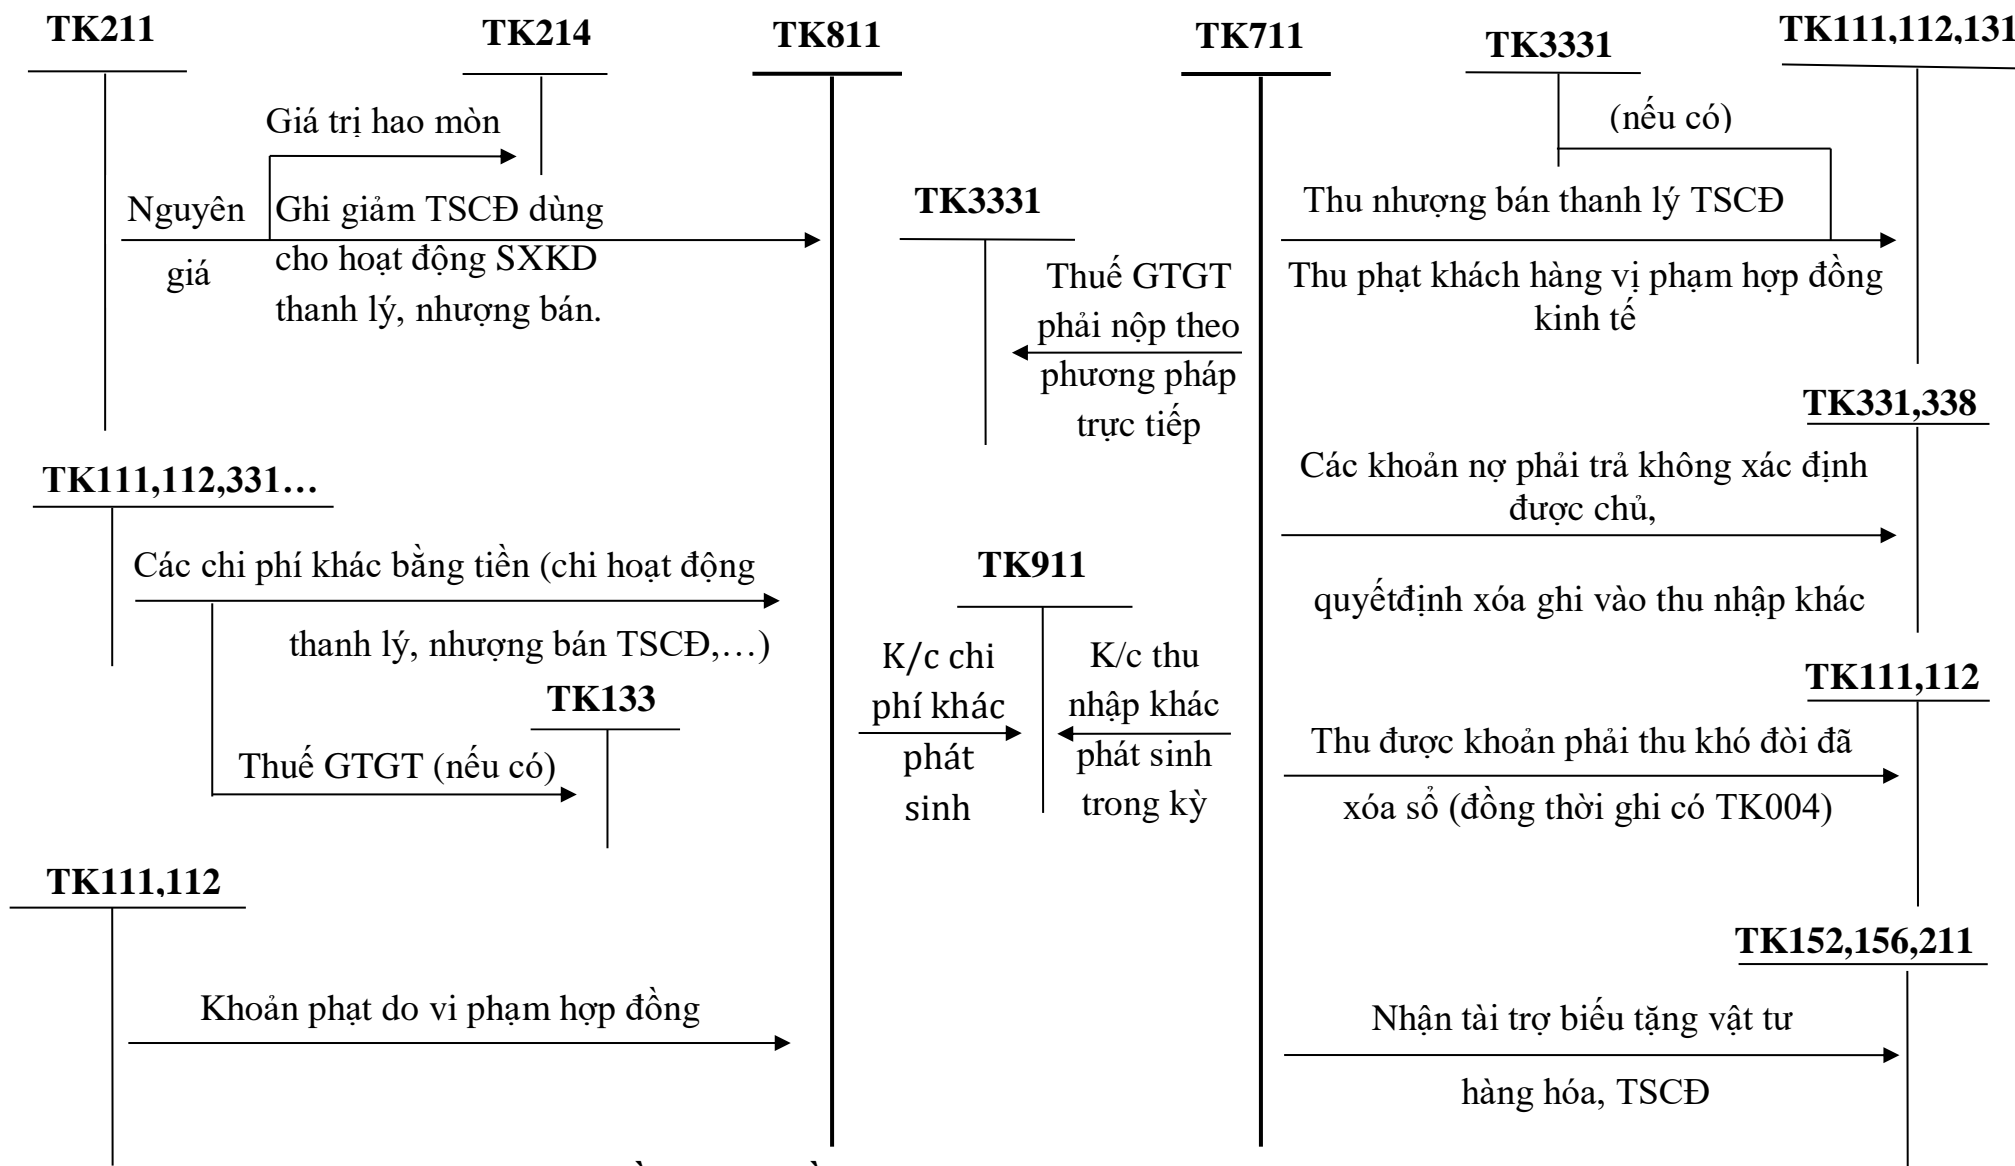 TK211
TK214
TK811
TK711
TK3331
TK111,112,131
Giá trị hao mòn
(nếu có)
Nguyên
giá
Ghi giảm TSCĐ dùng
cho hoạt động SXKD
thanh lý, nhượng bán.
TK3331
Thuế GTGT
phải nộp theo
phương pháp
trực tiếp
Thu nhượng bán thanh lý TSCĐ
Thu phạt khách hàng vị phạm hợp đồng
kinh tế
TK331,338
Các khoản nợ phải trả không xác định
được chủ,
quyếtđịnh xóa ghi vào thu nhập khác
TK111,112,331…
Các chi phí khác bằng tiền (chi hoạt động
thanh lý, nhượng bán TSCĐ,…)
TK133
Thuế GTGT (nếu có)
TK911
K/c chi
phí khác
phát
sinh
K/c thu
nhập khác
phát sinh
trong kỳ
TK111,112
Thu được khoản phải thu khó đòi đã
xóa sổ (đồng thời ghi có TK004)
TK111,112
Khoản phạt do vi phạm hợp đồng
TK152,156,211
Nhận tài trợ biếu tặng vật tư
hàng hóa, TSCĐ